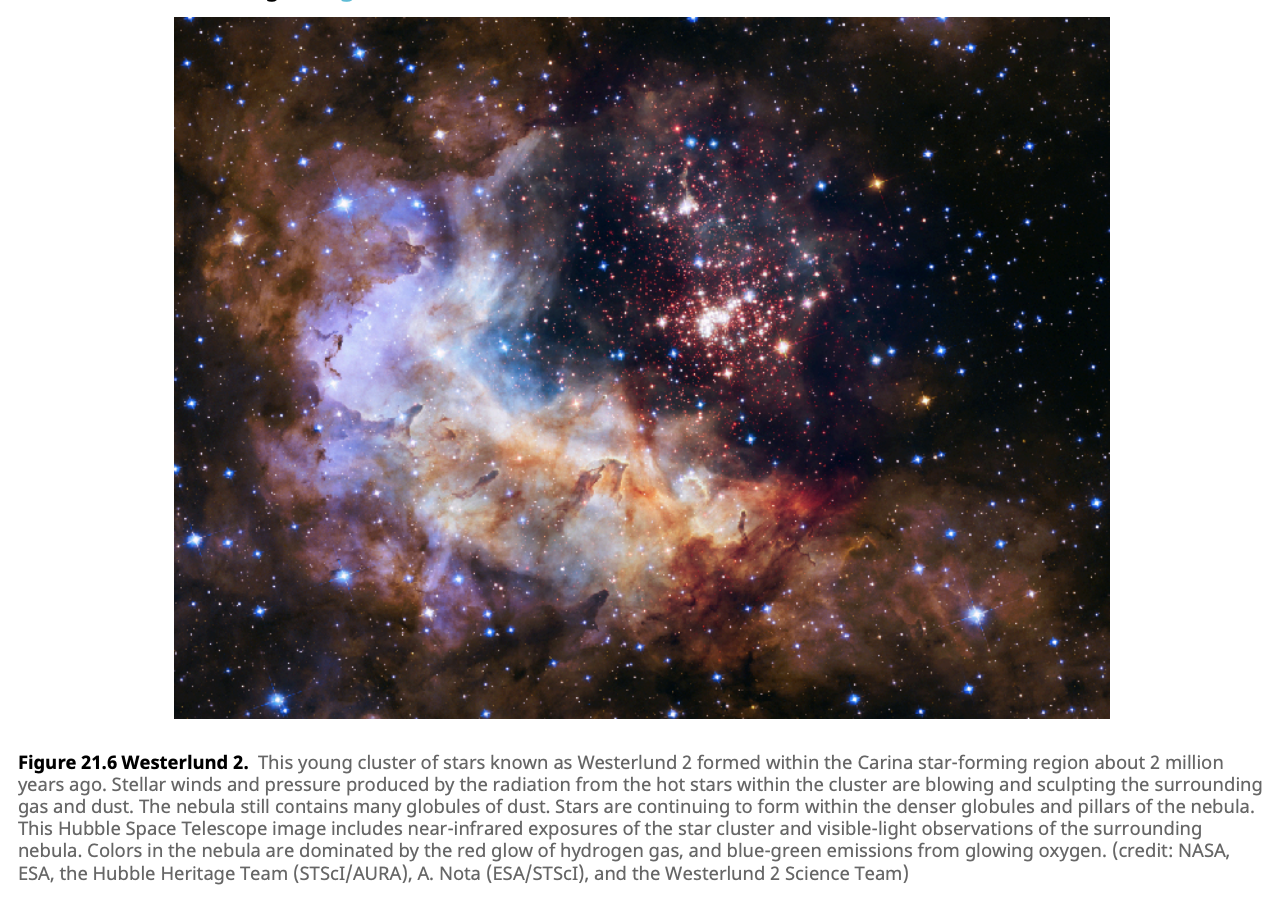 Figure 21.6 Westerlund 2. This young cluster of stars known as Westerlund 2 formed within the Carina star-forming region about 2 million
years ago. Stellar winds and pressure produced by the radiation from the hot stars within the cluster are blowing and sculpting the surrounding
gas and dust. The nebula still contains many globules of dust. Stars are continuing to form within the denser globules and pillars of the nebula.
This Hubble Space Telescope image includes near-infrared exposures of the star cluster and visible-light observations of the surrounding
nebula. Colors in the nebula are dominated by the red glow of hydrogen gas, and blue-green emissions from glowing oxygen. (credit: NASA,
ESA, the Hubble Heritage Team (STScI/AURA), A. Nota (ESA/STScI), and the Westerlund 2 Science Team)